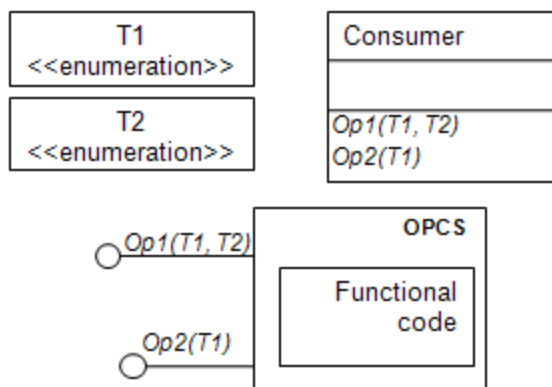 T1
<<enumeration>>
T2
<<enumeration>>
Consumer
Op1(T1, T2)
Op2(T1)
Op1(T1, T2)
Op2(T1)
OPCS
Functional
code